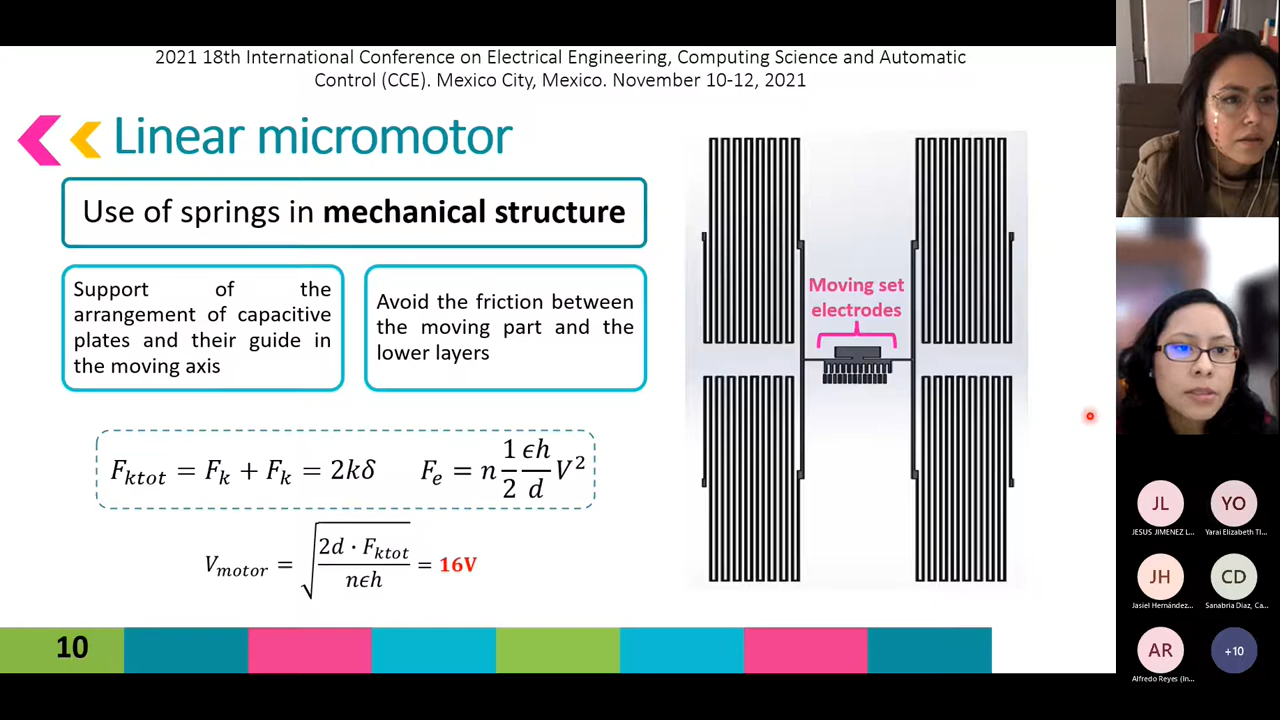 2021 18th International Conference on Electrical Engineering, Computing Science and Automatic
Control (CCE). Mexico City, Mexico. November 10-12, 2021
Linear micromotor
Use of springs in mechanical structure
Support of the
arrangement of capacitive
plates and their guide in
the moving axis
Avoid the friction between
the moving part and the
lower layers
F_ktot = F_k + F_k = 2kδ
F_e = n 1/2 ϵh/d V²
V_motor = √(2d · F_ktot / nϵh) = 16V
10
Moving set
electrodes
JL
YO
JESUS JIMENEZ L...
Yarai Elizabeth Tl...
JH
CD
Jasiel Hernández...
Sanabria Diaz, Ca...
AR
+10
Alfredo Reyes (In...